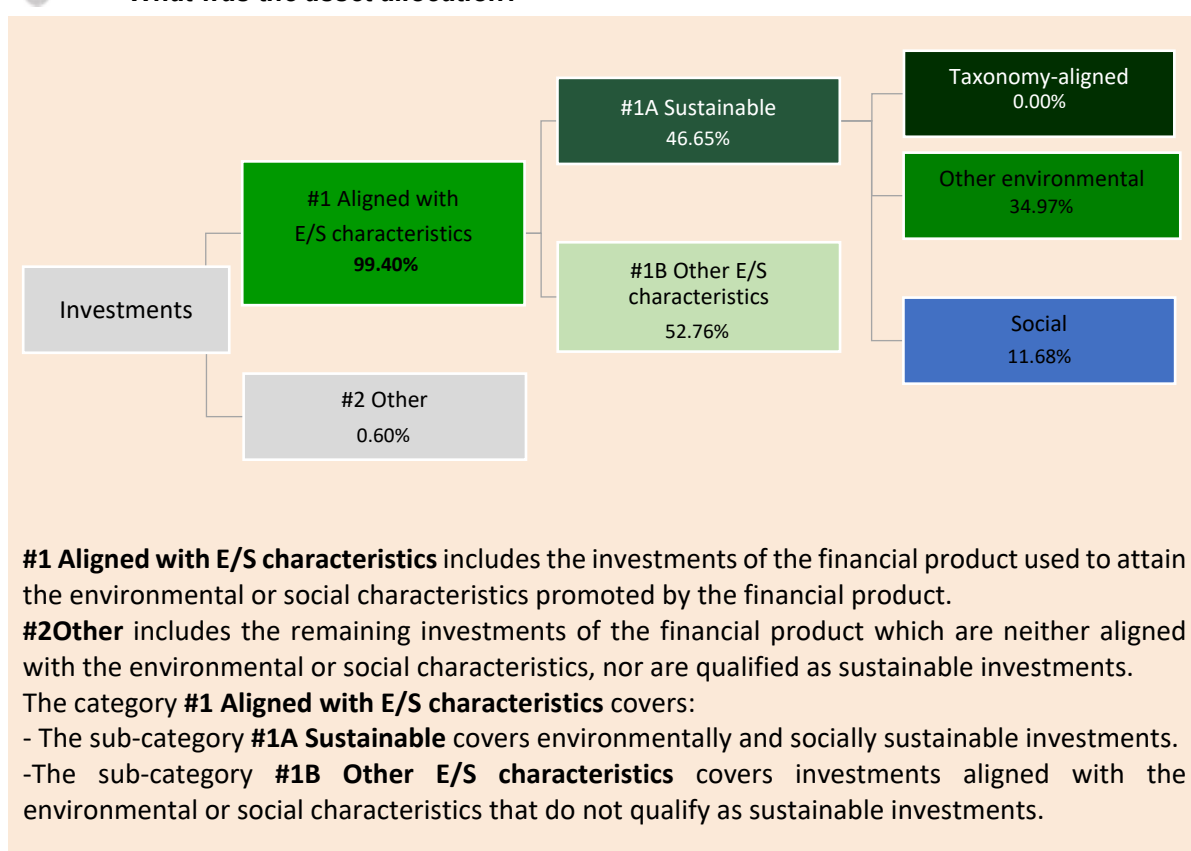 What was the asset allocation?
Taxonomy-aligned
0.00%
#1A Sustainable
46.65%
Other environmental
34.97%
#1 Aligned with
E/S characteristics
99.40%
#1B Other E/S
characteristics
52.76%
Investments
Social
11.68%
#2 Other
0.60%
#1 Aligned with E/S characteristics includes the investments of the financial product used to attain
the environmental or social characteristics promoted by the financial product.
#2Other includes the remaining investments of the financial product which are neither aligned
with the environmental or social characteristics, nor are qualified as sustainable investments.
The category #1 Aligned with E/S characteristics covers:
- The sub-category #1A Sustainable covers environmentally and socially sustainable investments.
-The sub-category #1B Other E/S characteristics covers investments aligned with the
environmental or social characteristics that do not qualify as sustainable investments.